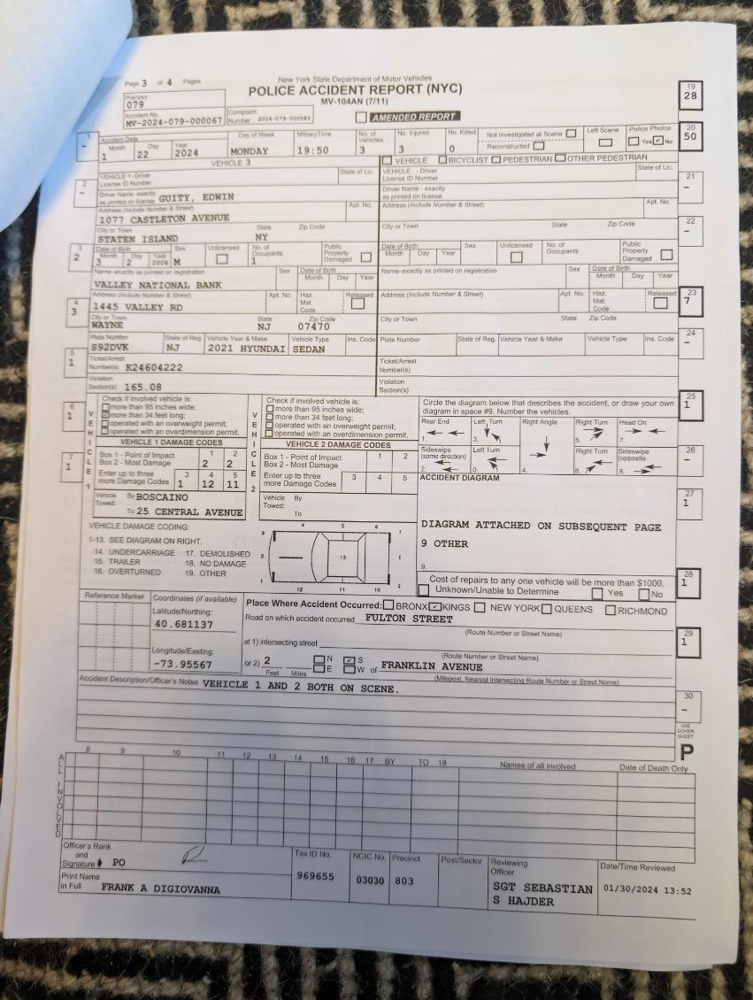 Page 3 of 4 Pages
New York State Department of Motor Vehicles
POLICE ACCIDENT REPORT (NYC)
MV-104AN (7/11)
Precinct
079
Accident No.
MV-2024-079-000067
Complaint Number 2024-079-000583
AMENDED REPORT
19
28
1
-
Accident Date
Month Day Year
1 22 2024
Day of Week
MONDAY
MilitaryTime
19:50
No. of Vehicles
3
No. Injured
3
No. Killed
0
Not Investigated at Scene
Reconstructed
Left Scene
Police Photos
Yes No
20
50
VEHICLE 3
VEHICLE BICYCLIST PEDESTRIAN OTHER PEDESTRIAN
2
-
VEHICLE - Driver State of Lic.
License ID Number
VEHICLE - Driver State of Lic.
License ID Number
21
-
Driver Name -exactly
as printed on license GUITY, EDWIN
Driver Name - exactly
as printed on license
Address (Include Number & Street) Apt. No.
1077 CASTLETON AVENUE
Address (Include Number & Street) Apt. No.
City or Town State Zip Code
STATEN ISLAND NY
City or Town State Zip Code
22
-
3
2
Date of Birth
Month Day Year
3 2 2006
Sex
M
Unlicensed
No. of Occupants
1
Public Property Damaged
Date of Birth
Month Day Year
Sex
Unlicensed
No. of Occupants
Public Property Damaged
Name-exactly as printed on registration Sex Date of Birth
Month Day Year
VALLEY NATIONAL BANK
Name-exactly as printed on registration Sex Date of Birth
Month Day Year
4
3
Address (Include Number & Street) Apt. No. Haz. Mat. Code Released
1445 VALLEY RD
Address (Include Number & Street) Apt. No. Haz. Mat. Code Released
23
7
City or Town State Zip Code
WAYNE NJ 07470
City or Town State Zip Code
Plate Number State of Reg. Vehicle Year & Make Vehicle Type Ins. Code
S92DVK NJ 2021 HYUNDAI SEDAN
Plate Number State of Reg. Vehicle Year & Make Vehicle Type Ins. Code
24
-
5
1
Ticket/Arrest
Number(s) K24604222
Ticket/Arrest
Number(s)
Violation
Section(s) 165.08
Violation
Section(s)
6
1
VEHICLE 1
Check if involved vehicle is:
more than 95 inches wide;
more than 34 feet long;
operated with an overweight permit;
operated with an overdimension permit.
VEHICLE 1 DAMAGE CODES
Box 1 - Point of Impact 1 2
Box 2 - Most Damage 2 2
Enter up to three 3 4 5
more Damage Codes 1 12 11
7
1
VEHICLE 2
Check if involved vehicle is:
more than 95 inches wide;
more than 34 feet long;
operated with an overweight permit;
operated with an overdimension permit.
VEHICLE 2 DAMAGE CODES
Box 1 - Point of Impact 1 2
Box 2 - Most Damage
Enter up to three 3 4 5
more Damage Codes
Circle the diagram below that describes the accident, or draw your own
diagram in space #9. Number the vehicles.
25
1
Rear End Left Turn Right Angle Right Turn Head On
1. 3. 5. 7.
Sideswipe (same direction) Left Turn Right Turn Sideswipe (opposite
2. 0. 4. 6. 8.
26
-
ACCIDENT DIAGRAM
DIAGRAM ATTACHED ON SUBSEQUENT PAGE
9 OTHER
9.
27
1
Vehicle By BOSCAINO
Towed:
To 25 CENTRAL AVENUE
Vehicle By
Towed:
To
VEHICLE DAMAGE CODING:
1-13. SEE DIAGRAM ON RIGHT.
14. UNDERCARRIAGE 17. DEMOLISHED
15. TRAILER 18. NO DAMAGE
16. OVERTURNED 19. OTHER
3 4 5 6 7
2 13 8
1 12 11 10 9
Cost of repairs to any one vehicle will be more than $1000.
Unknown/Unable to Determine Yes No
28
1
Reference Marker
Coordinates (if available)
Latitude/Northing:
40.681137
Longitude/Easting:
-73.95567
Place Where Accident Occurred: BRONX KINGS NEW YORK QUEENS RICHMOND
Road on which accident occurred FULTON STREET
(Route Number or Street Name)
at 1) intersecting street
(Route Number or Street Name)
or 2) 2 N S
Feet Miles E W of FRANKLIN AVENUE
(Milepost, Nearest Intersecting Route Number or Street Name)
29
1
Accident Description/Officer's Notes VEHICLE 1 AND 2 BOTH ON SCENE.
30
-
USE COVER SHEET
P
ALL INVOLVED
8 9 10 11 12 13 14 15 16 17 BY TO 18 Names of all involved Date of Death Only
Officer's Rank
and
Signature PO
Print Name
in Full FRANK A DIGIOVANNA
Tax ID No.
969655
NCIC No.
03030
Precinct
803
Post/Sector
Reviewing
Officer
SGT SEBASTIAN
S HAJDER
Date/Time Reviewed
01/30/2024 13:52